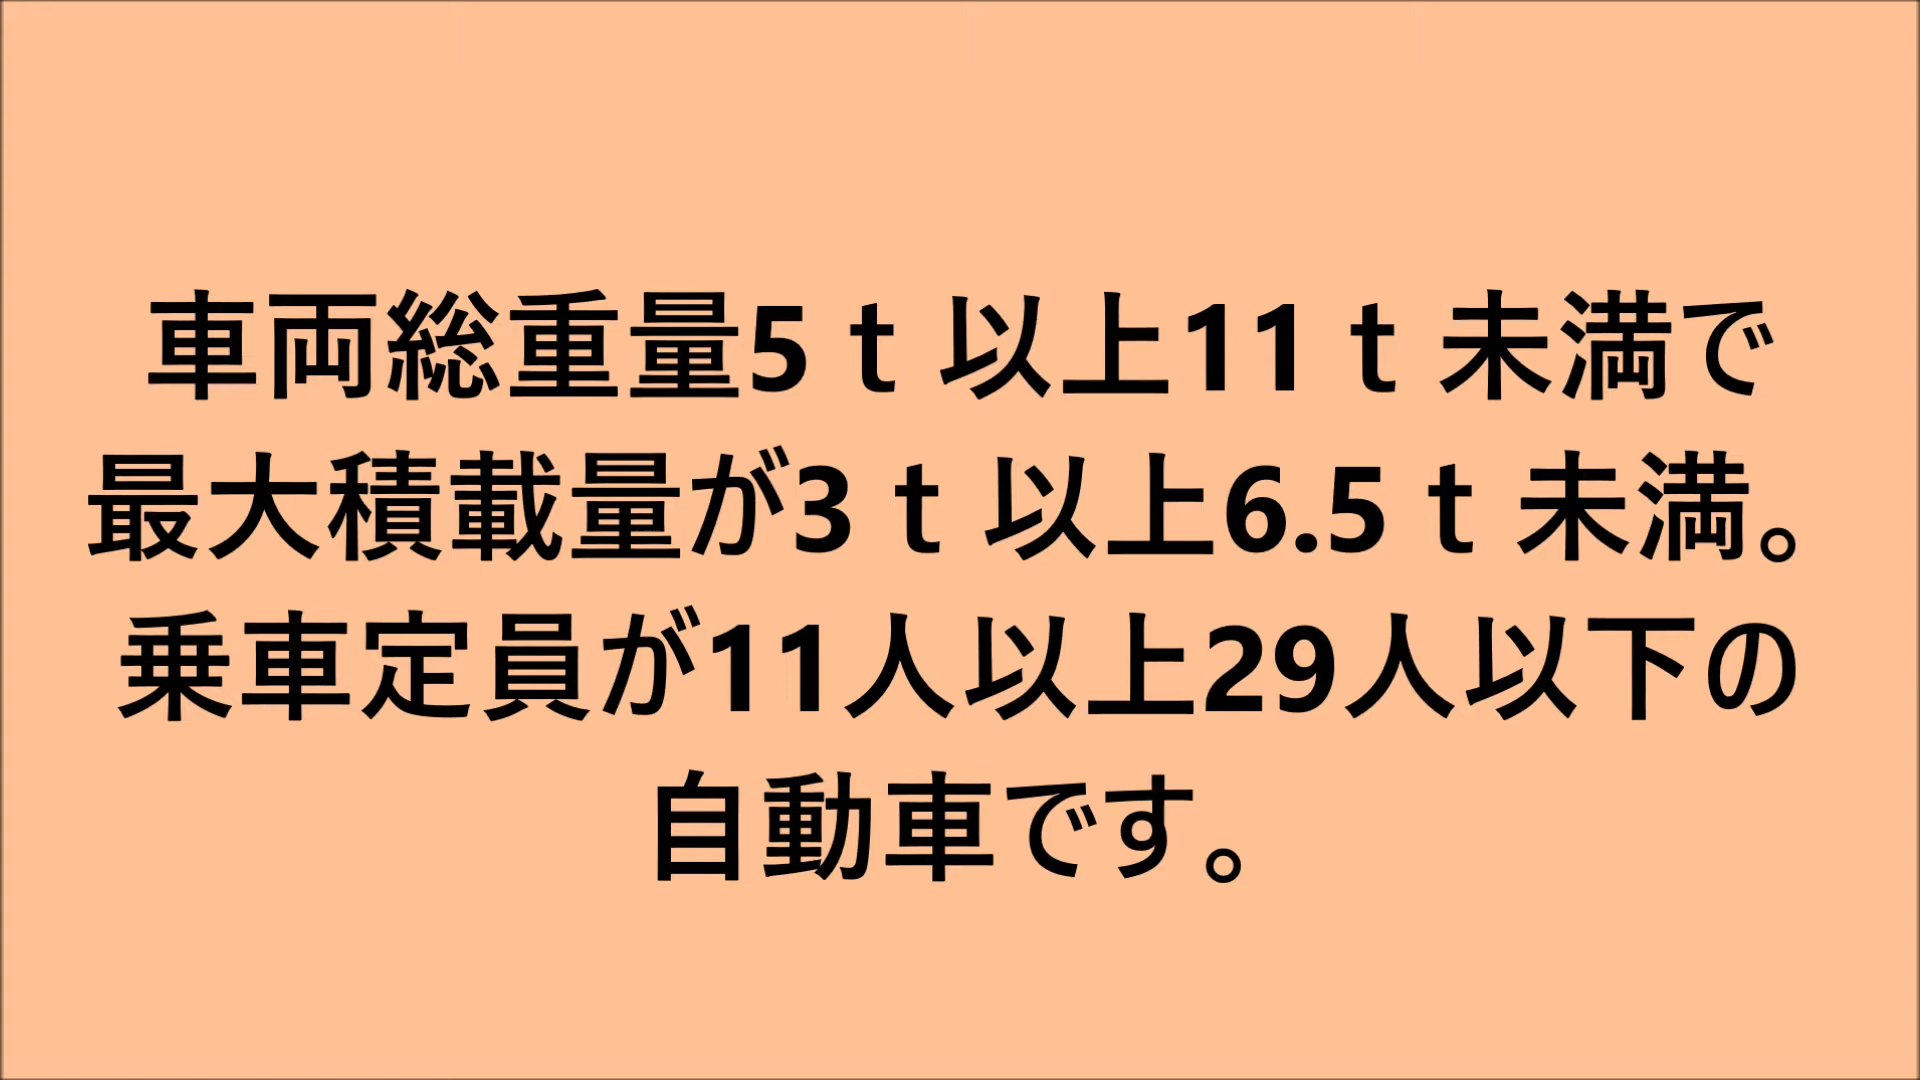 車両総重量5ｔ以上11ｔ未満で
最大積載量が3ｔ以上6.5ｔ未満。
乗車定員が11人以上29人以下の
自動車です。